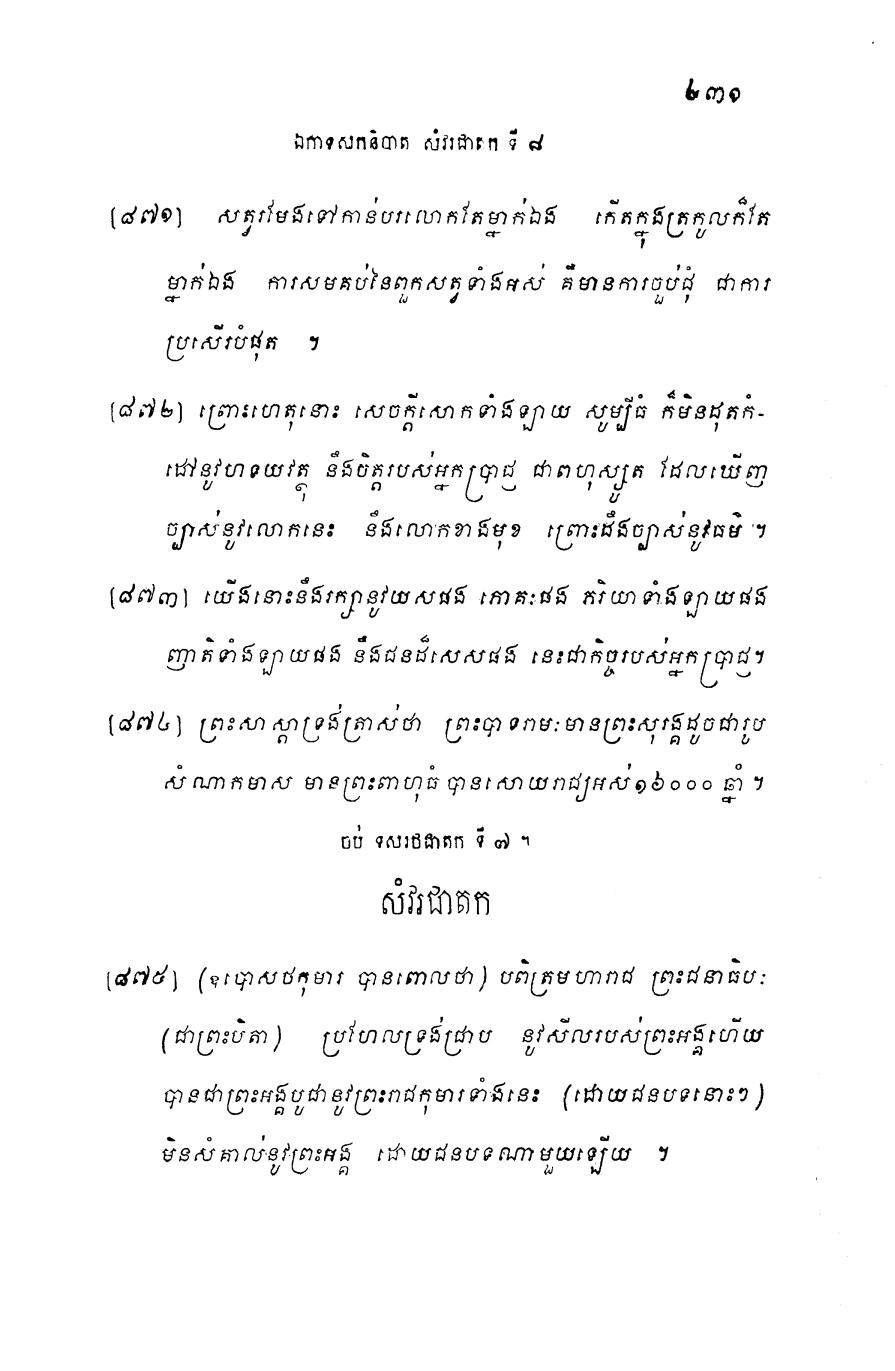 ២៣១
ឯកាទសកនិបាត សំវរជាតក ទី ៨
[៨៧១] សត្វរមែងទៅកាន់បរលោកតែម្នាក់ឯង កើតក្នុងត្រកូលក៏តែ
ម្នាក់ឯង ការសមគប់នៃពួកសត្វទាំងអស់ គឺមានការចួបជុំ ជាការ
ប្រសើរបំផុត ។
[៨៧២] ព្រោះហេតុនោះ សេចក្តីសោកទាំងឡាយ សូម្បីធំ ក៏មិនដុតកំ-
ដៅនូវហទយវត្ថុ នឹងចិត្តរបស់អ្នកប្រាជ្ញ ជាពហុស្សូត ដែលឃើញ
ច្បាស់នូវលោកនេះ នឹងលោកខាងមុខ ព្រោះដឹងច្បាស់នូវធម៌ ។
[៨៧៣] យើងនោះនឹងរក្សានូវយសផង ភោគៈផង ភរិយាទាំងឡាយផង
ញាតិទាំងឡាយផង នឹងជនដ៏សេសផង នេះជាកិច្ចរបស់អ្នកប្រាជ្ញ។
[៨៧៤] ព្រះសាស្តាទ្រង់ត្រាស់ថា ព្រះបាទរាមៈមានព្រះសុរង្គដូចជារូប
សំណាកមាស មានព្រះពាហុធំ បានសោយរាជ្យអស់១៦០០០ ឆ្នាំ ។
ចប់ ទសរថជាតក ទី ៧ ។
សំវរជាតក
[៨៧៥] (ឧបោសថកុមារ បានពោលថា) បពិត្រមហារាជ ព្រះជនាធិបៈ
(ជាព្រះបិតា) ប្រហែលទ្រង់ជ្រាប នូវសីលរបស់ព្រះអង្គហើយ
បានជាព្រះអង្គបូជានូវព្រះរាជកុមារទាំងនេះ (ដោយជនបទនោះៗ)
មិនសំគាល់នូវព្រះអង្គ ដោយជនបទណាមួយឡើយ ។